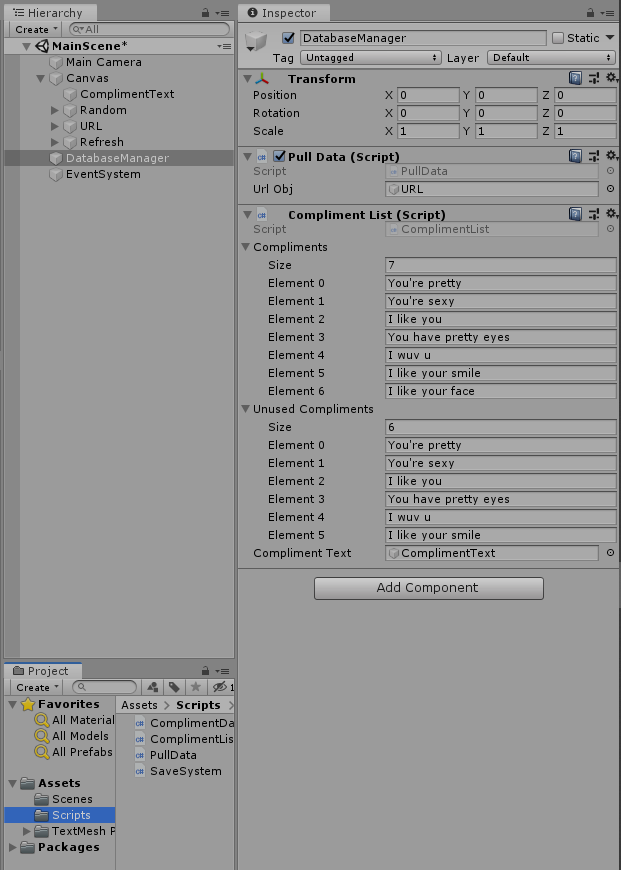 Hierarchy
Create
All
MainScene*
Main Camera
Canvas
ComplimentText
Random
URL
Refresh
DatabaseManager
EventSystem
Inspector
DatabaseManager
Static
Tag Untagged Layer Default
Transform
Position X 0 Y 0 Z 0
Rotation X 0 Y 0 Z 0
Scale X 1 Y 1 Z 1
Pull Data (Script)
Script PullData
Url Obj URL
Compliment List (Script)
Script ComplimentList
Compliments
Size 7
Element 0 You're pretty
Element 1 You're sexy
Element 2 I like you
Element 3 You have pretty eyes
Element 4 I wuv u
Element 5 I like your smile
Element 6 I like your face
Unused Compliments
Size 6
Element 0 You're pretty
Element 1 You're sexy
Element 2 I like you
Element 3 You have pretty eyes
Element 4 I wuv u
Element 5 I like your smile
Compliment Text ComplimentText
Add Component
Project
Create
1
Favorites
All Material
All Models
All Prefabs
Assets
Scenes
Scripts
TextMesh P
Packages
Assets Scripts
ComplimentDa
ComplimentLis
PullData
SaveSystem